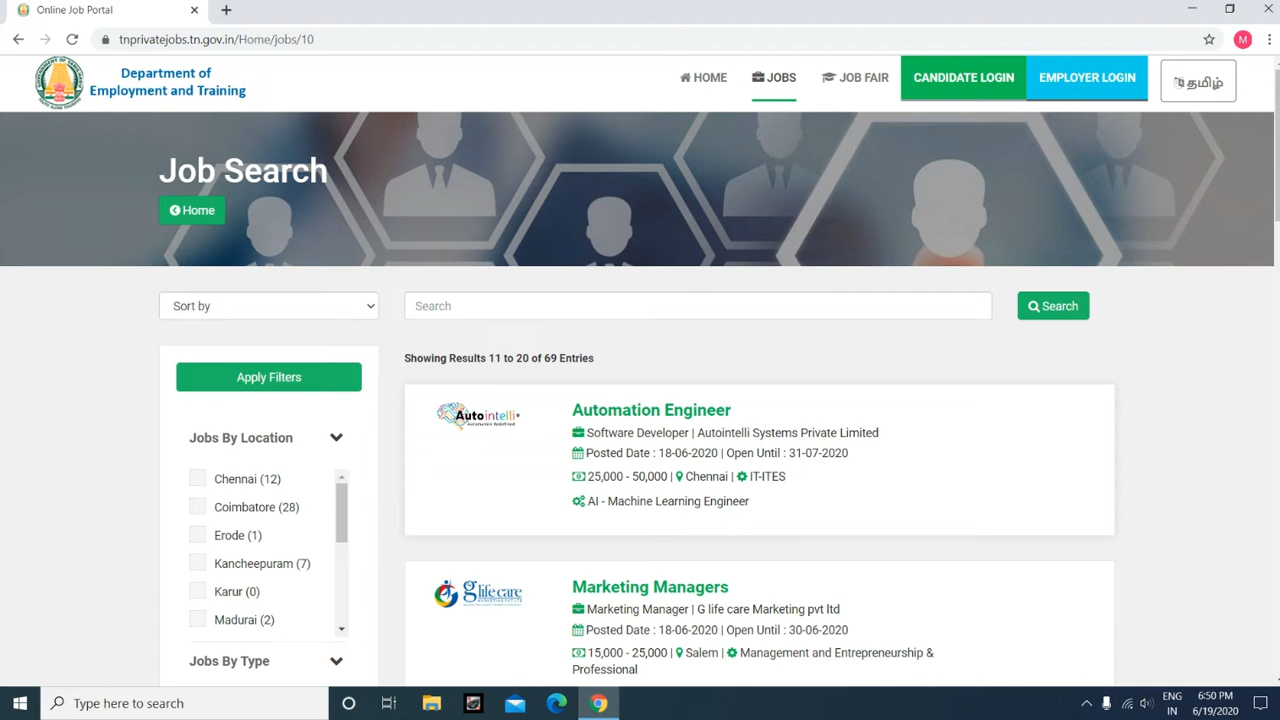 Online Job Portal
tnprivatejobs.tn.gov.in/Home/jobs/10
M
Department of
Employment and Training
HOME
JOBS
JOB FAIR
CANDIDATE LOGIN
EMPLOYER LOGIN
தமிழ்
Job Search
Home
Sort by
Search
Search
Showing Results 11 to 20 of 69 Entries
Apply Filters
Jobs By Location
Chennai (12)
Coimbatore (28)
Erode (1)
Kancheepuram (7)
Karur (0)
Madurai (2)
Jobs By Type
Autointelli
Automation Redefined
Automation Engineer
Software Developer | Autointelli Systems Private Limited
Posted Date : 18-06-2020 | Open Until : 31-07-2020
25,000 - 50,000 | Chennai | IT-ITES
AI - Machine Learning Engineer
g life care
Marketing Managers
Marketing Manager | G life care Marketing pvt ltd
Posted Date : 18-06-2020 | Open Until : 30-06-2020
15,000 - 25,000 | Salem | Management and Entrepreneurship &
Professional
Type here to search
ENG
IN
6:50 PM
6/19/2020